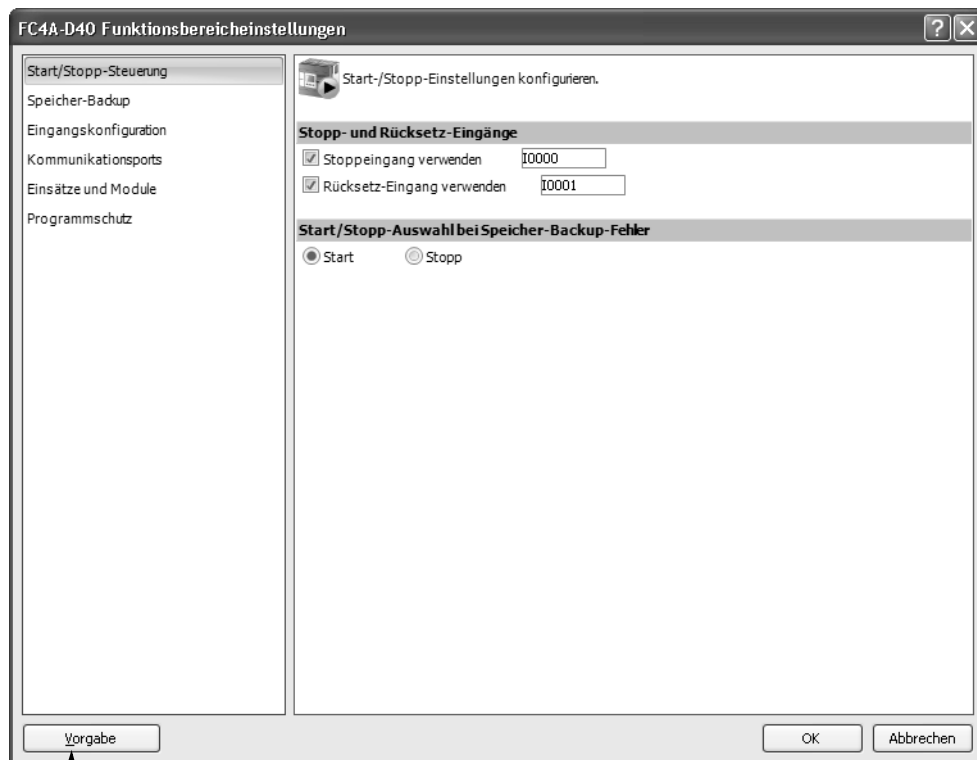 FC4A-D40 Funktionsbereicheinstellungen
Start/Stopp-Steuerung
Speicher-Backup
Eingangskonfiguration
Kommunikationsports
Einsätze und Module
Programmschutz
Start-/Stopp-Einstellungen konfigurieren.
Stopp- und Rücksetz-Eingänge
Stoppeingang verwenden I0000
Rücksetz-Eingang verwenden I0001
Start/Stopp-Auswahl bei Speicher-Backup-Fehler
Start Stopp
Vorgabe OK Abbrechen